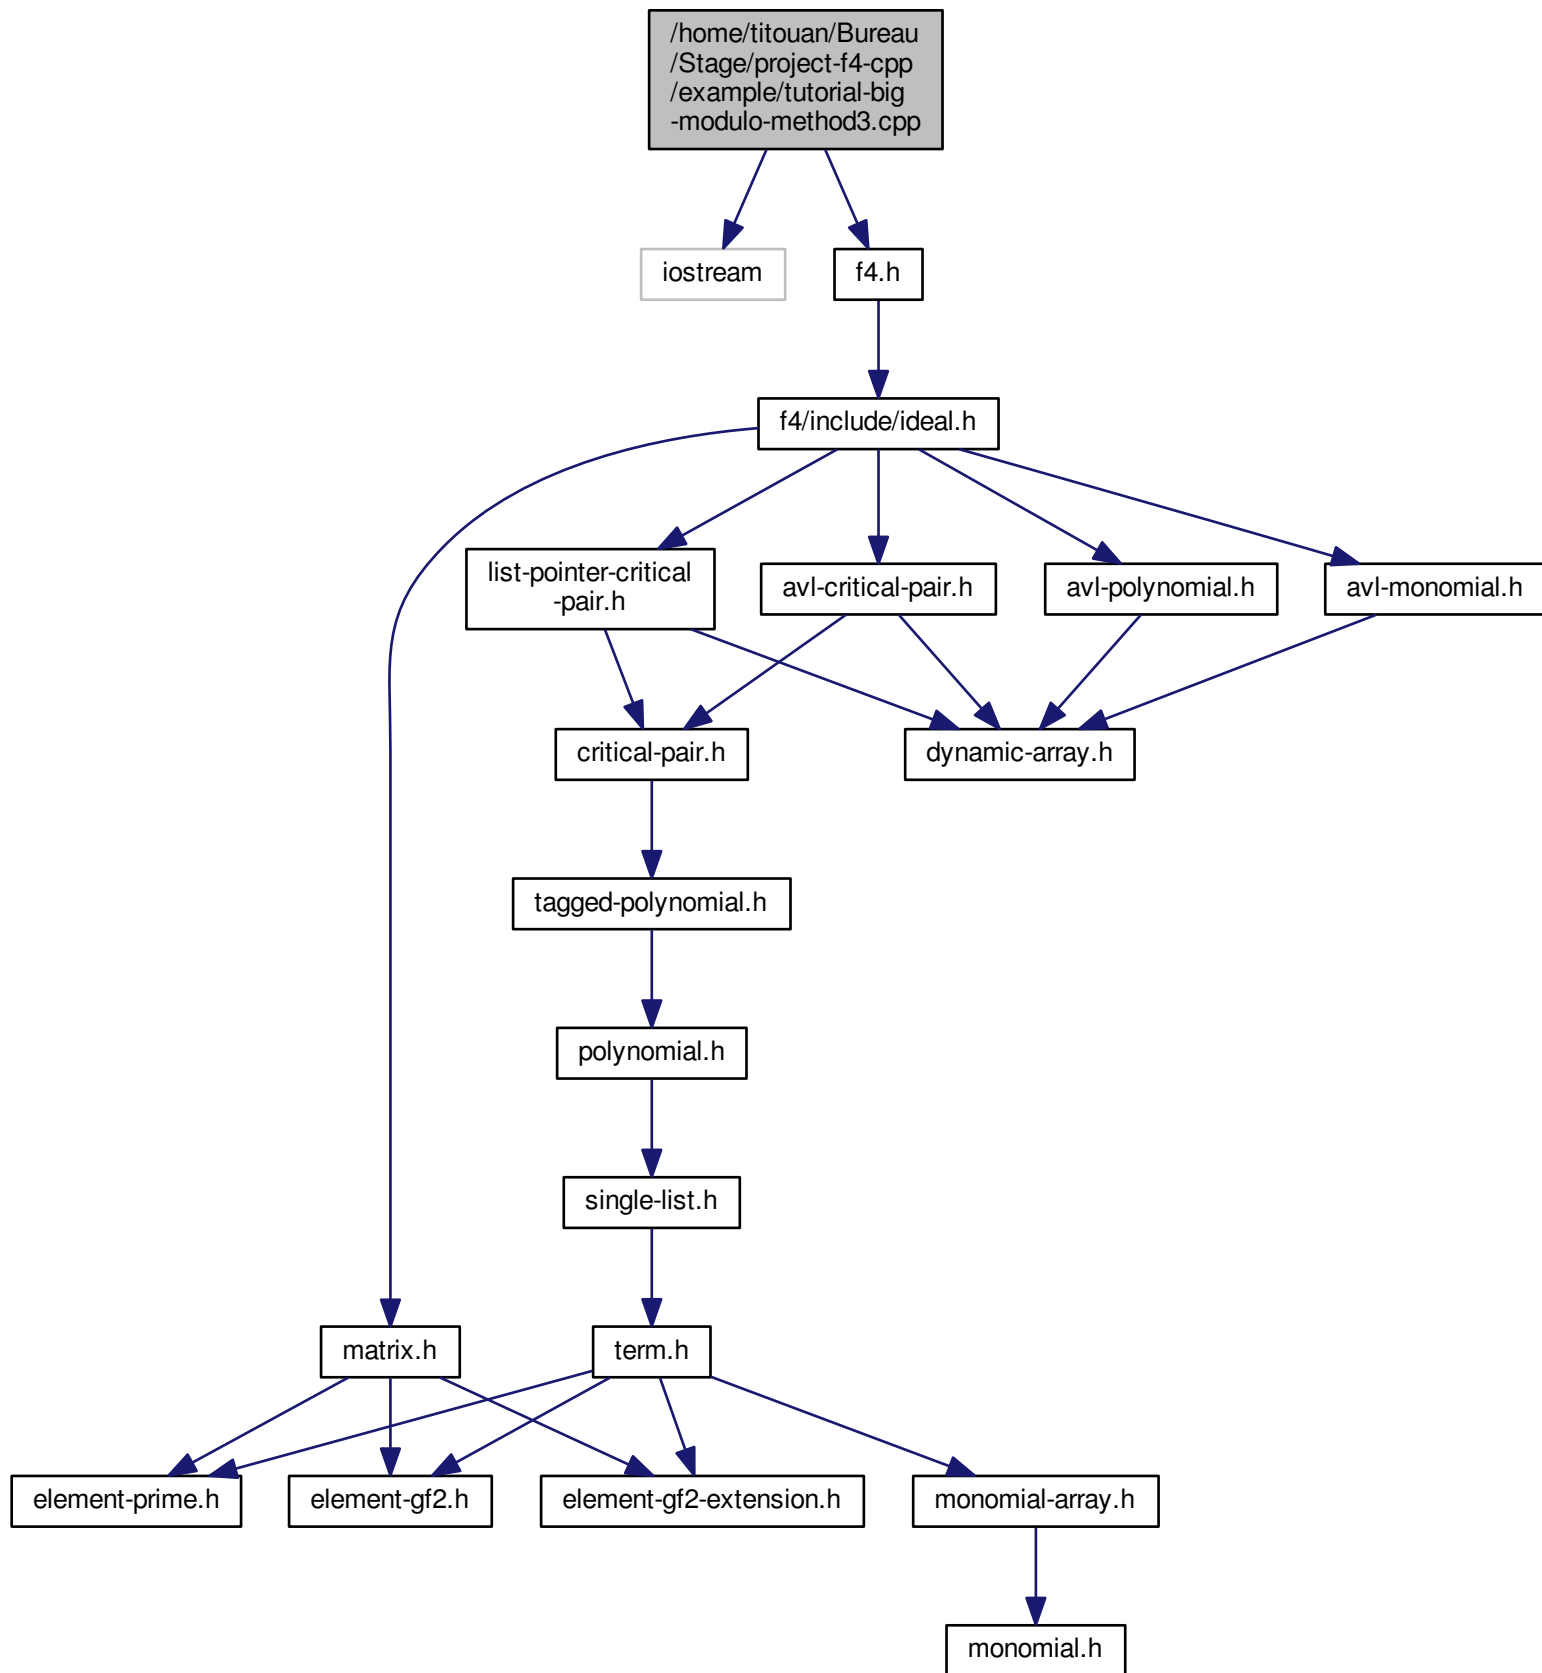 /home/titouan/Bureau
/Stage/project-f4-cpp
/example/tutorial-big
-modulo-method3.cpp
iostream
f4.h
f4/include/ideal.h
list-pointer-critical
-pair.h
avl-critical-pair.h
avl-polynomial.h
avl-monomial.h
critical-pair.h
dynamic-array.h
tagged-polynomial.h
polynomial.h
single-list.h
matrix.h
term.h
element-prime.h
element-gf2.h
element-gf2-extension.h
monomial-array.h
monomial.h